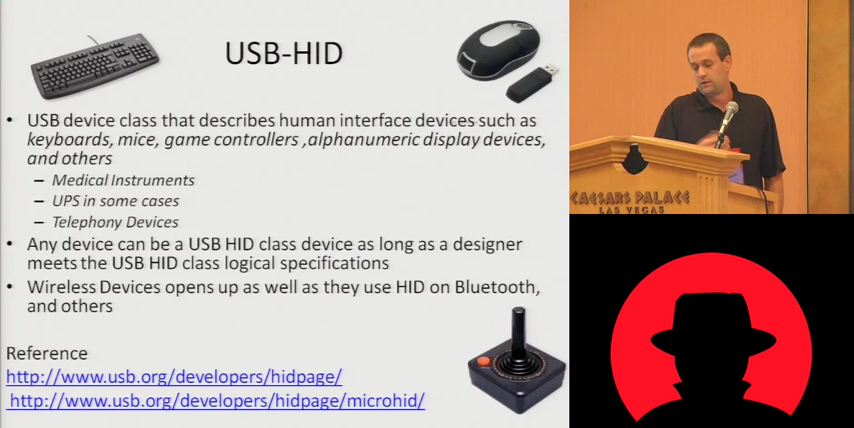 USB-HID
• USB device class that describes human interface devices such as
keyboards, mice, game controllers ,alphanumeric display devices,
and others
– Medical Instruments
– UPS in some cases
– Telephony Devices
• Any device can be a USB HID class device as long as a designer
meets the USB HID class logical specifications
• Wireless Devices opens up as well as they use HID on Bluetooth,
and others
Reference
http://www.usb.org/developers/hidpage/
http://www.usb.org/developers/hidpage/microhid/
CAESARS PALACE
LAS VEGAS